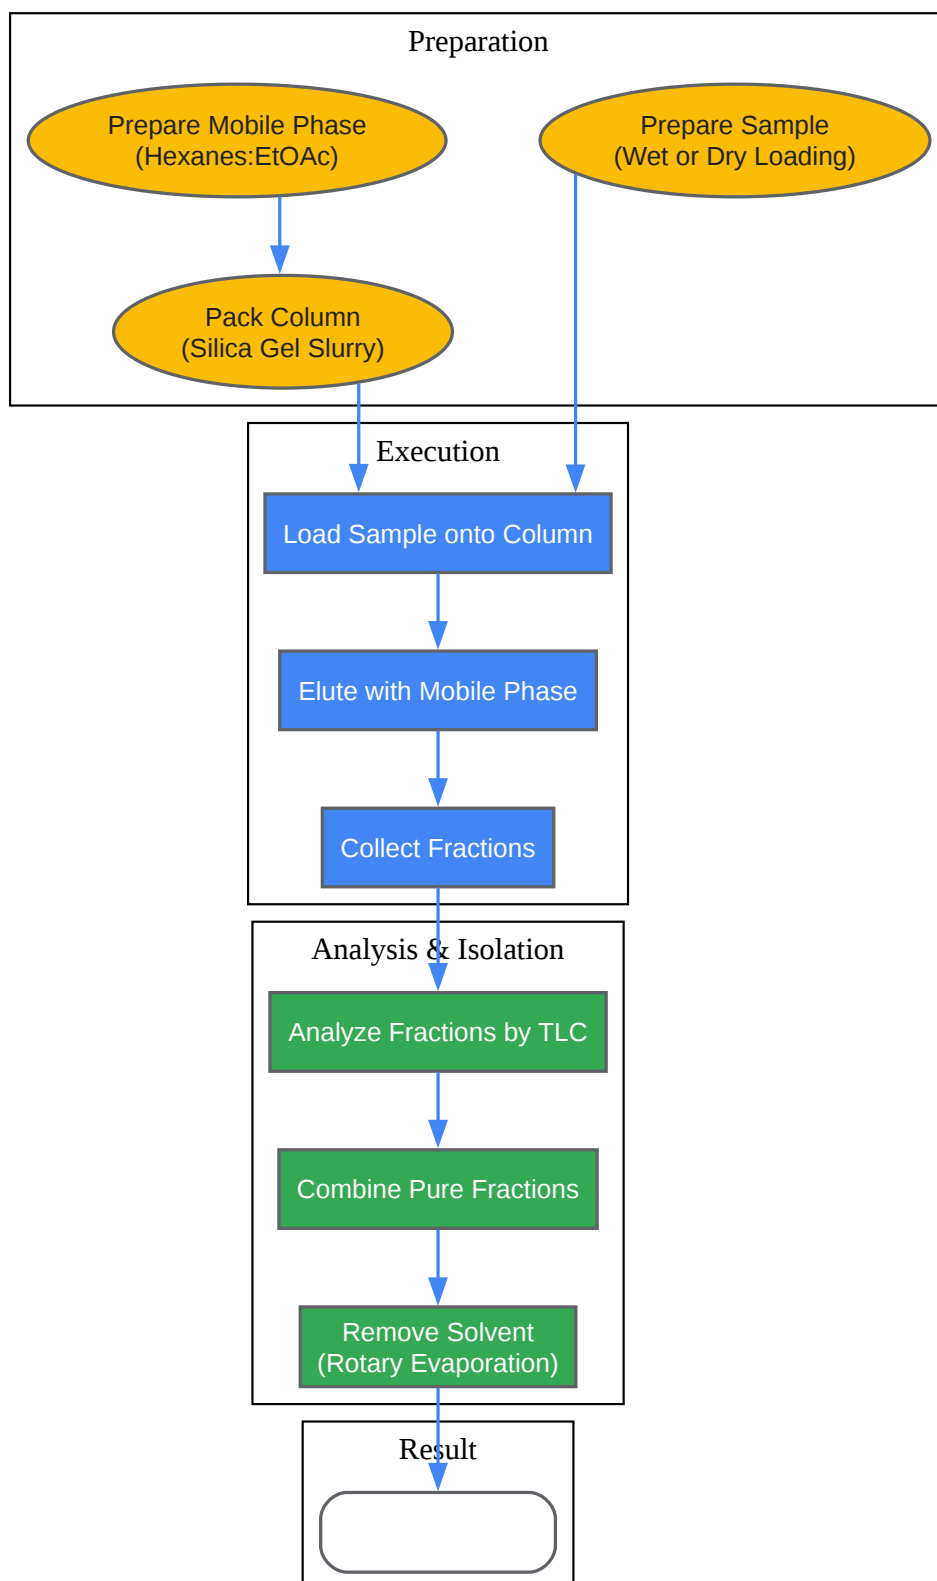 Preparation
Prepare Mobile Phase
(Hexanes:EtOAc)
Prepare Sample
(Wet or Dry Loading)
Pack Column
(Silica Gel Slurry)
Execution
Load Sample onto Column
Elute with Mobile Phase
Collect Fractions
Analysis & Isolation
Analyze Fractions by TLC
Combine Pure Fractions
Remove Solvent
(Rotary Evaporation)
Result